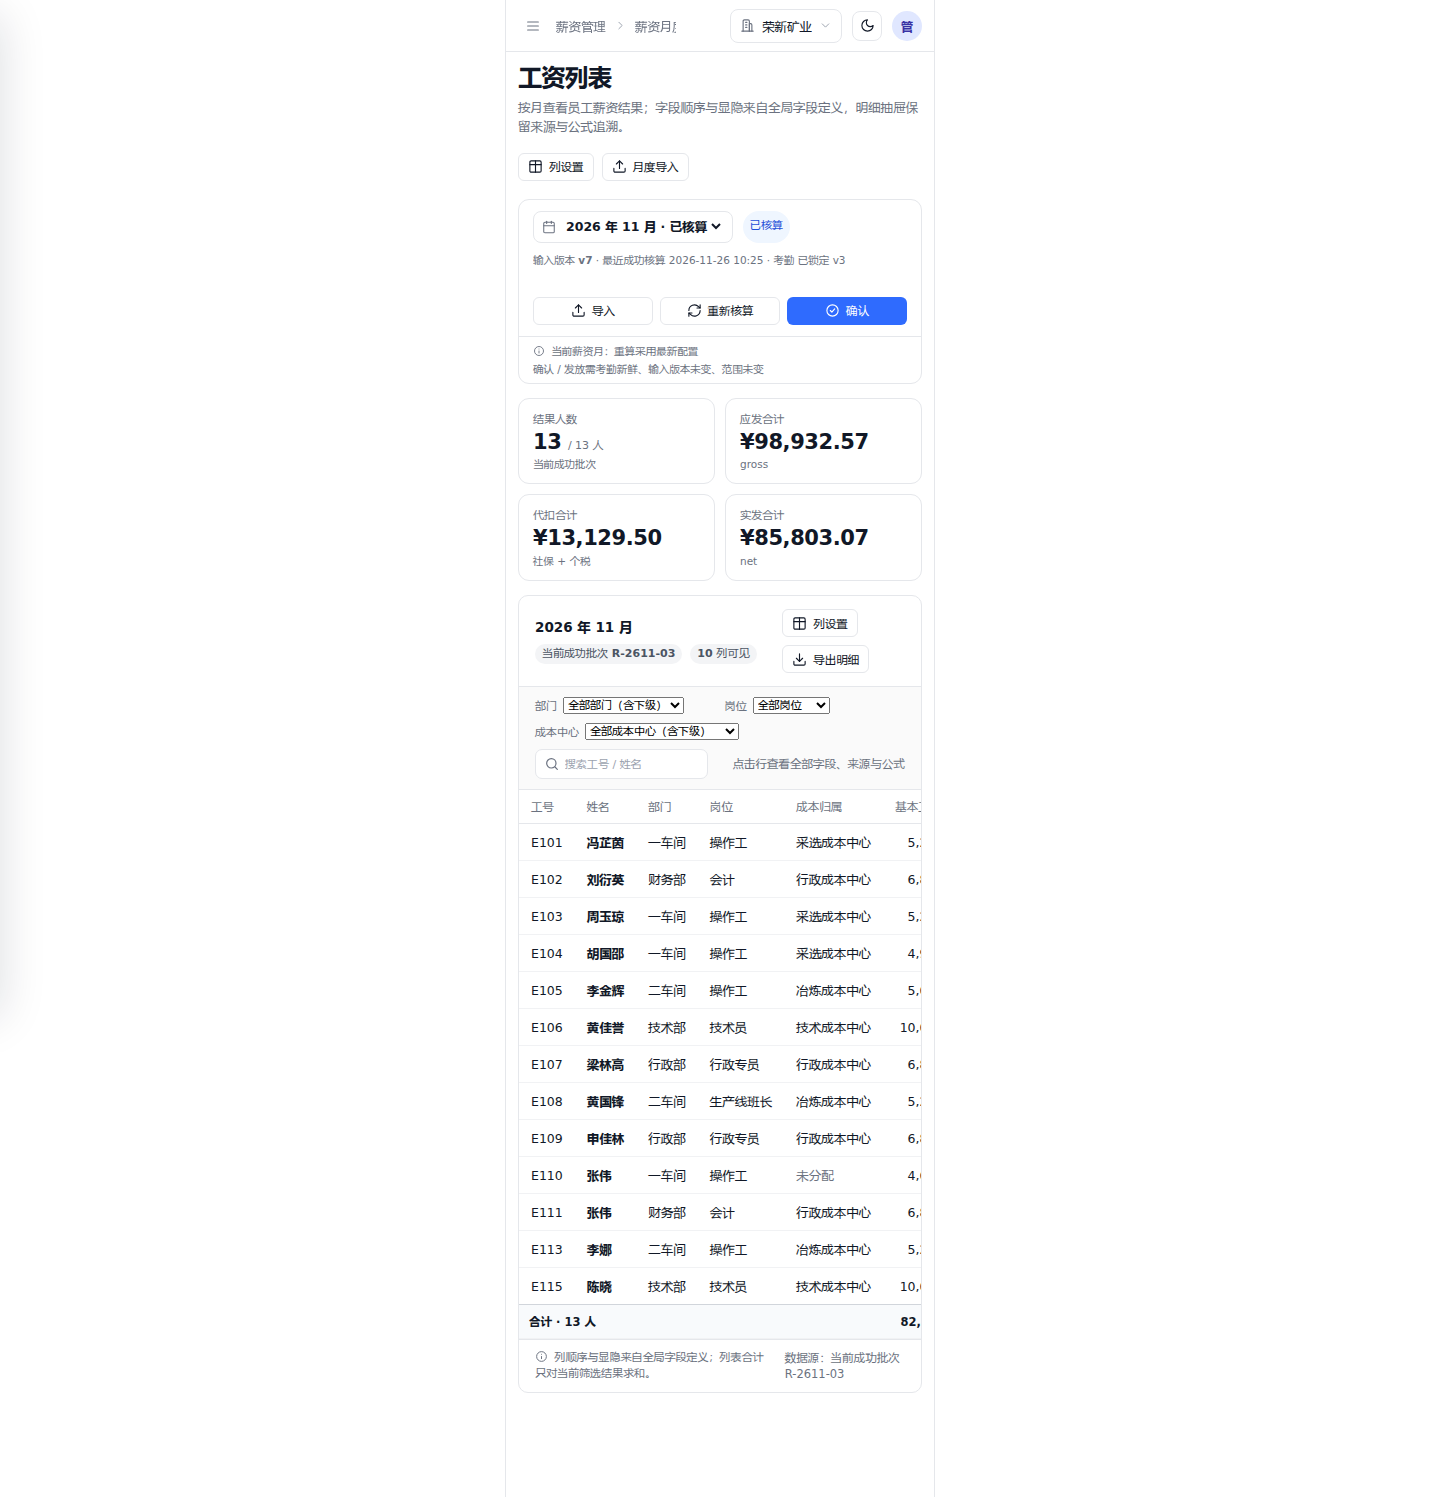 薪资管理 薪资月 荣新矿业 管
工资列表
按月查看员工薪资结果；字段顺序与显隐来自全局字段定义，明细抽屉保
留来源与公式追溯。
列设置 月度导入
2026 年 11 月 · 已核算 已核算
输入版本 v7 · 最近成功核算 2026-11-26 10:25 · 考勤 已锁定 v3
导入 重新核算 确认
当前薪资月：重算采用最新配置
确认 / 发放需考勤新鲜、输入版本未变、范围未变
结果人数 应发合计
13 / 13 人 ¥98,932.57
当前成功批次 gross
代扣合计 实发合计
¥13,129.50 ¥85,803.07
社保 + 个税 net
2026 年 11 月 列设置
当前成功批次 R-2611-03 10 列可见
导出明细
部门 全部部门（含下级） 岗位 全部岗位
成本中心 全部成本中心（含下级）
搜索工号 / 姓名 点击行查看全部字段、来源与公式
工号 姓名 部门 岗位 成本归属 基本
E101 冯芷茵 一车间 操作工 采选成本中心 5,
E102 刘衍英 财务部 会计 行政成本中心 6,
E103 周玉琼 一车间 操作工 采选成本中心 5,
E104 胡国邵 一车间 操作工 采选成本中心 4,
E105 李金辉 二车间 操作工 冶炼成本中心 5,
E106 黄佳誉 技术部 技术员 技术成本中心 10,
E107 梁林高 行政部 行政专员 行政成本中心 6,
E108 黄国锋 二车间 生产线班长 冶炼成本中心 5,
E109 申佳林 行政部 行政专员 行政成本中心 6,
E110 张伟 一车间 操作工 未分配 4,
E111 张伟 财务部 会计 行政成本中心 6,
E113 李娜 二车间 操作工 冶炼成本中心 5,
E115 陈晓 技术部 技术员 技术成本中心 10,
合计 · 13 人 82,
列顺序与显隐来自全局字段定义；列表合计
只对当前筛选结果求和。
数据源：当前成功批次
R-2611-03